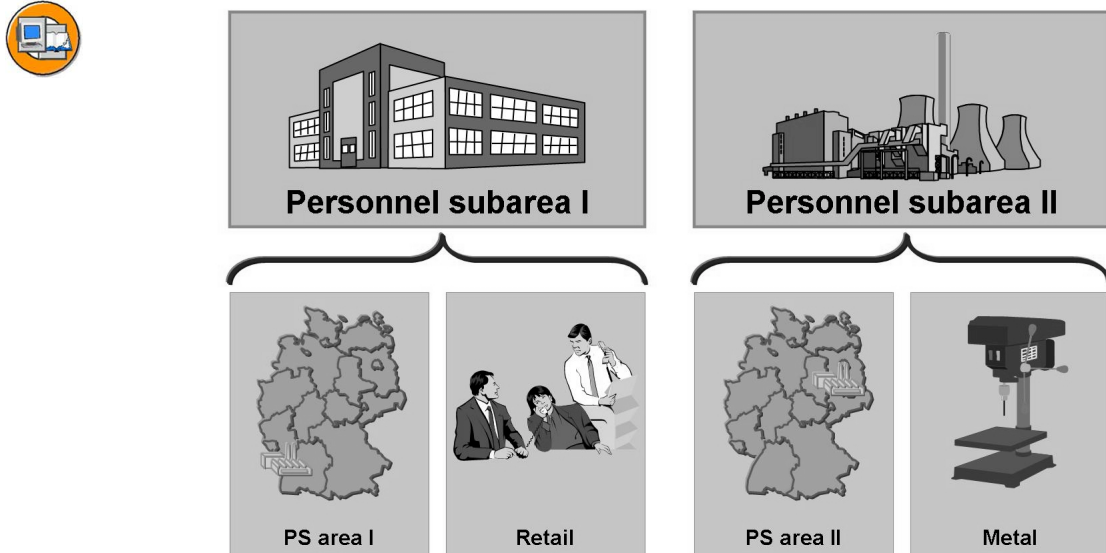 Personnel subarea I
Personnel subarea II
PS area I
Retail
PS area II
Metal